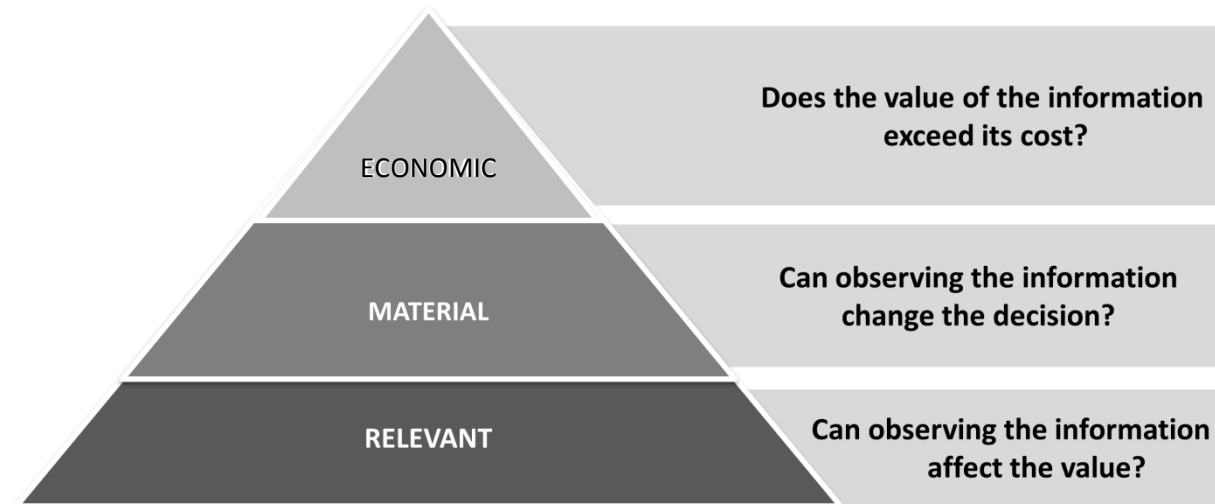 Does the value of the information
exceed its cost?
ECONOMIC
Can observing the information
change the decision?
MATERIAL
Can observing the information
affect the value?
RELEVANT